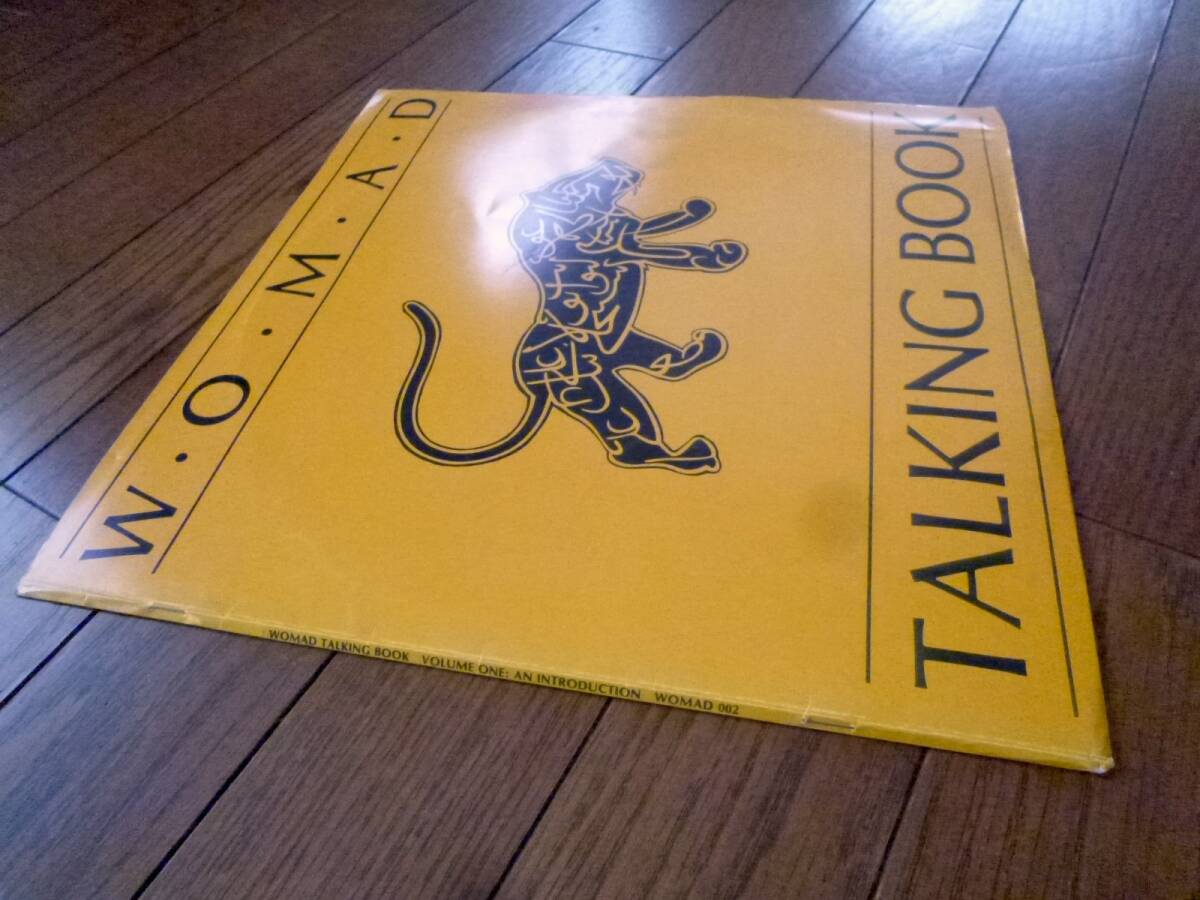 W·O·M·A·D
TALKING BOOK
WOMAD TALKING BOOK VOLUME ONE: AN INTRODUCTION WOMAD 002